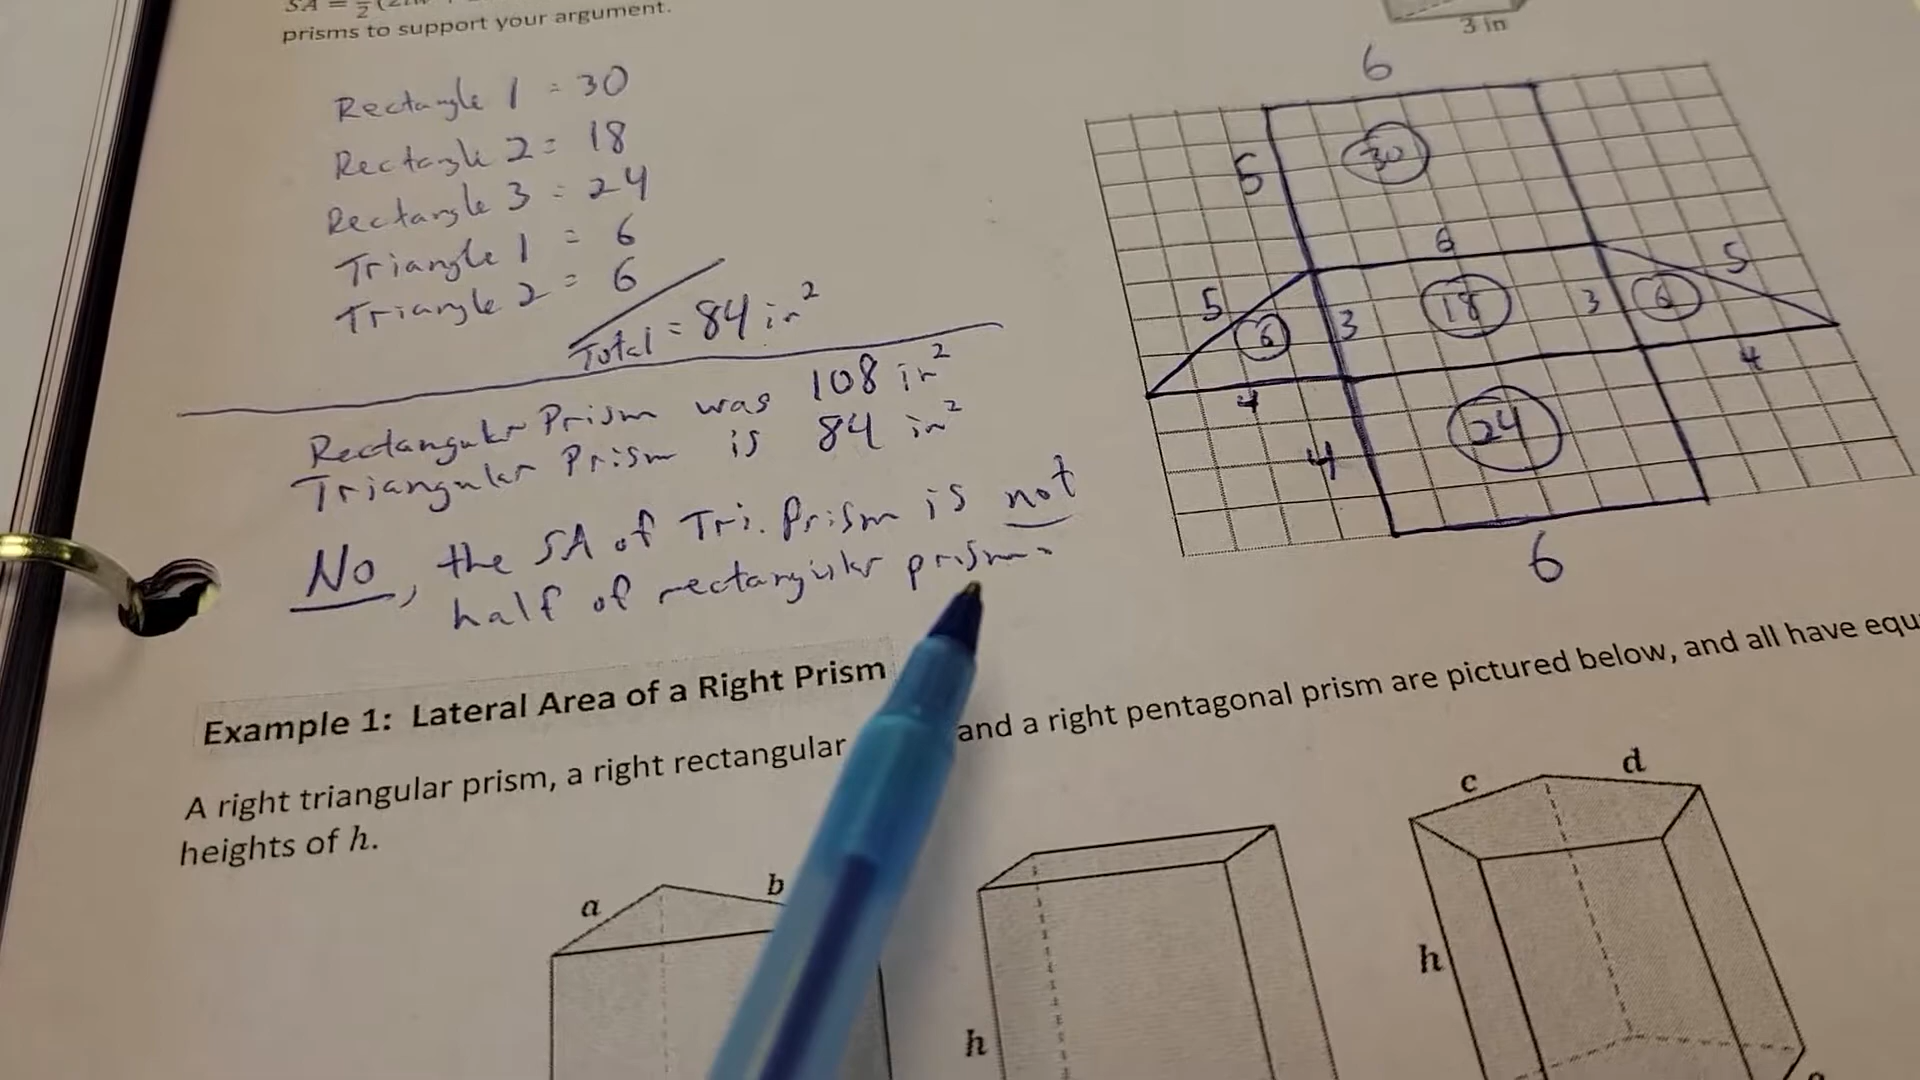 SA =
prisms to support your argument.
3 in
Rectangle 1 = 30
Rectangle 2 = 18
Rectangle 3 = 24
Triangle 1 = 6
Triangle 2 = 6
Total = 84 in²
Rectangular Prism was 108 in²
Triangular Prism is 84 in²
No, the SA of Tri. Prism is not
half of rectangular prism.
6
5
30
6
5
5
6
3
18
3
6
4
4
4
24
6
Example 1: Lateral Area of a Right Prism
A right triangular prism, a right rectangular and a right pentagonal prism are pictured below, and all have equ
heights of h.
a
b
h
c
d
h